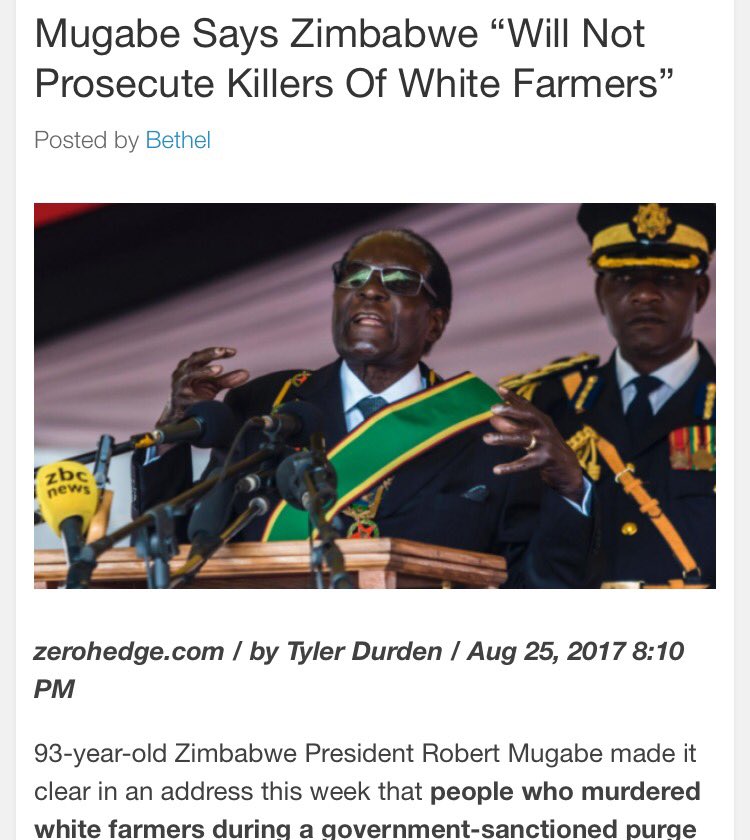 Mugabe Says Zimbabwe “Will Not
Prosecute Killers Of White Farmers”
Posted by Bethel
zbc
news
zerohedge.com / by Tyler Durden / Aug 25, 2017 8:10
PM
93-year-old Zimbabwe President Robert Mugabe made it
clear in an address this week that people who murdered
white farmers during a government-sanctioned purge